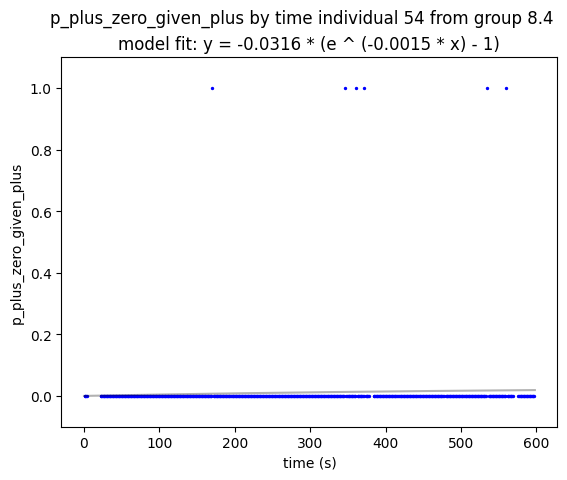 p_plus_zero_given_plus by time individual 54 from group 8.4
model fit: y = -0.0316 * (e ^ (-0.0015 * x) - 1)
p_plus_zero_given_plus
1.0
0.8
0.6
0.4
0.2
0.0
0 100 200 300 400 500 600
time (s)